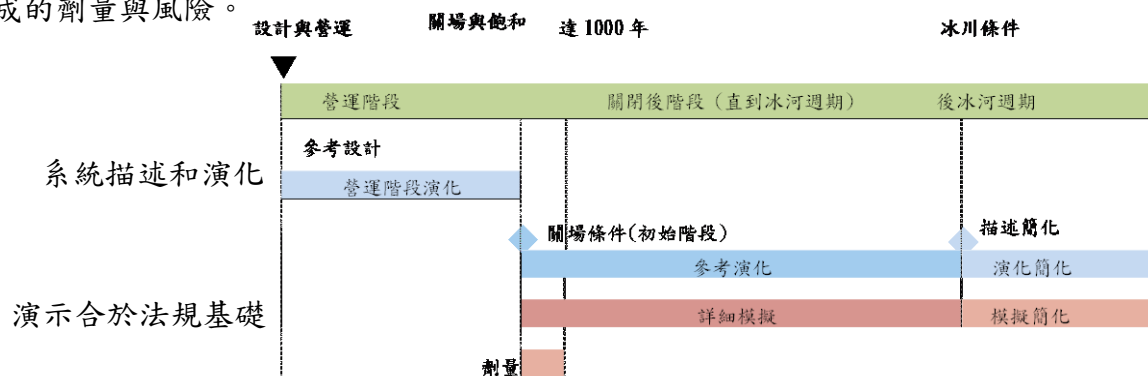 成的劑量與風險。
設計與營運 關場與飽和 達1000年 冰川條件
營運階段 關閉後階段（直到冰河週期） 後冰河週期
參考設計
系統描述和演化
營運階段演化
關場條件(初始階段) 描述簡化
參考演化 演化簡化
演示合於法規基礎
詳細模擬 模擬簡化
劑量